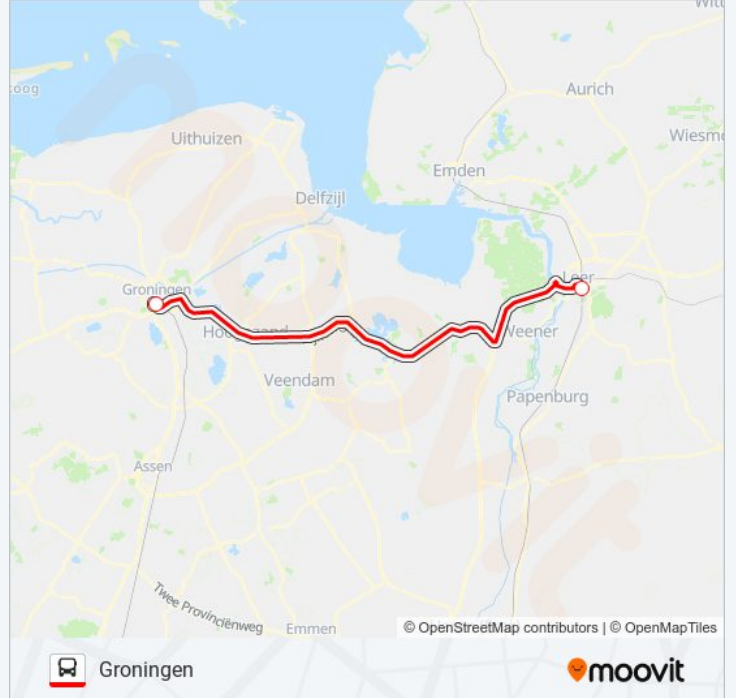 Witt
oog
Aurich
Uithuizen
Wiesm
Emden
Delfzijl
Leer
Groningen
Weener
Veendam
Papenburg
Assen
Twee Provinciënweg
Emmen
© OpenStreetMap contributors | © OpenMapTiles
Groningen
moovit